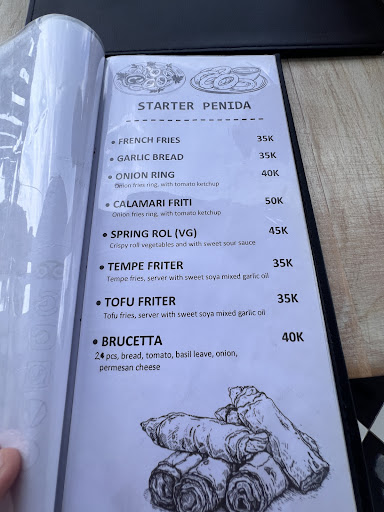 STARTER PENIDA
• FRENCH FRIES 35K
• GARLIC BREAD 35K
• ONION RING 40K
Onion fries ring, with tomato ketchup
• CALAMARI FRITI 50K
Onion fries ring, with tomato ketchup
• SPRING ROL (VG) 45K
Crispy roll vegetables and with sweet sour sauce
• TEMPE FRITER 35K
Tempe fries, server with sweet soya mixed garlic oil
• TOFU FRITER 35K
Tofu fries, server with sweet soya mixed garlic oil
• BRUCETTA 40K
pcs, bread, tomato, basil leave, onion,
permesan cheese